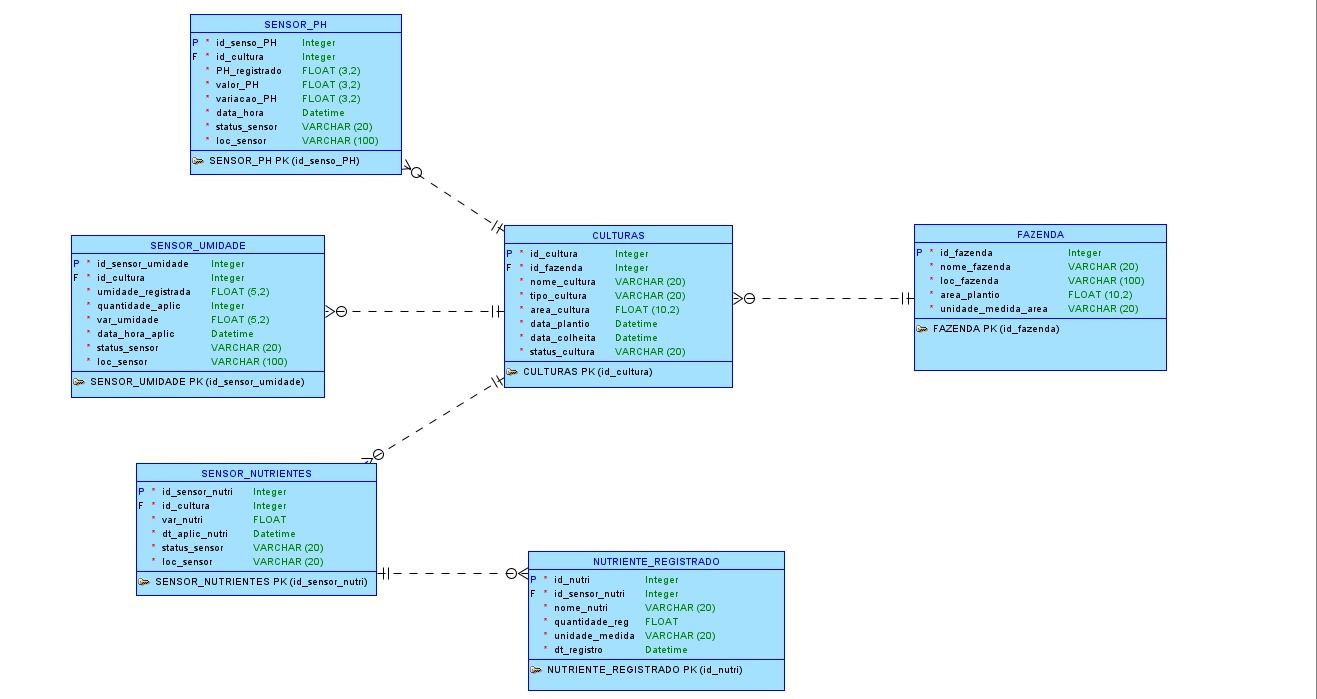 SENSOR_PH
P * id_senso_PH Integer
F * id_cultura Integer
* PH_registrado FLOAT (3,2)
* valor_PH FLOAT (3,2)
* variacao_PH FLOAT (3,2)
* data_hora Datetime
* status_sensor VARCHAR (20)
* loc_sensor VARCHAR (100)
SENSOR_PH PK (id_senso_PH)
SENSOR_UMIDADE
P * id_sensor_umidade Integer
F * id_cultura Integer
* umidade_registrada FLOAT (5,2)
* quantidade_aplic Integer
* var_umidade FLOAT (5,2)
* data_hora_aplic Datetime
* status_sensor VARCHAR (20)
* loc_sensor VARCHAR (100)
SENSOR_UMIDADE PK (id_sensor_umidade)
CULTURAS
P * id_cultura Integer
F * id_fazenda Integer
* nome_cultura VARCHAR (20)
* tipo_cultura VARCHAR (20)
* area_cultura FLOAT (10,2)
* data_plantio Datetime
* data_colheita Datetime
* status_cultura VARCHAR (20)
CULTURAS PK (id_cultura)
FAZENDA
P * id_fazenda Integer
* nome_fazenda VARCHAR (20)
* loc_fazenda VARCHAR (100)
* area_plantio FLOAT (10,2)
* unidade_medida_area VARCHAR (20)
FAZENDA PK (id_fazenda)
SENSOR_NUTRIENTES
P * id_sensor_nutri Integer
F * id_cultura Integer
* var_nutri FLOAT
* dt_aplic_nutri Datetime
* status_sensor VARCHAR (20)
* loc_sensor VARCHAR (20)
SENSOR_NUTRIENTES PK (id_sensor_nutri)
NUTRIENTE_REGISTRADO
P * id_nutri Integer
F * id_sensor_nutri Integer
* nome_nutri VARCHAR (20)
* quantidade_reg FLOAT
* unidade_medida VARCHAR (20)
* dt_registro Datetime
NUTRIENTE_REGISTRADO PK (id_nutri)